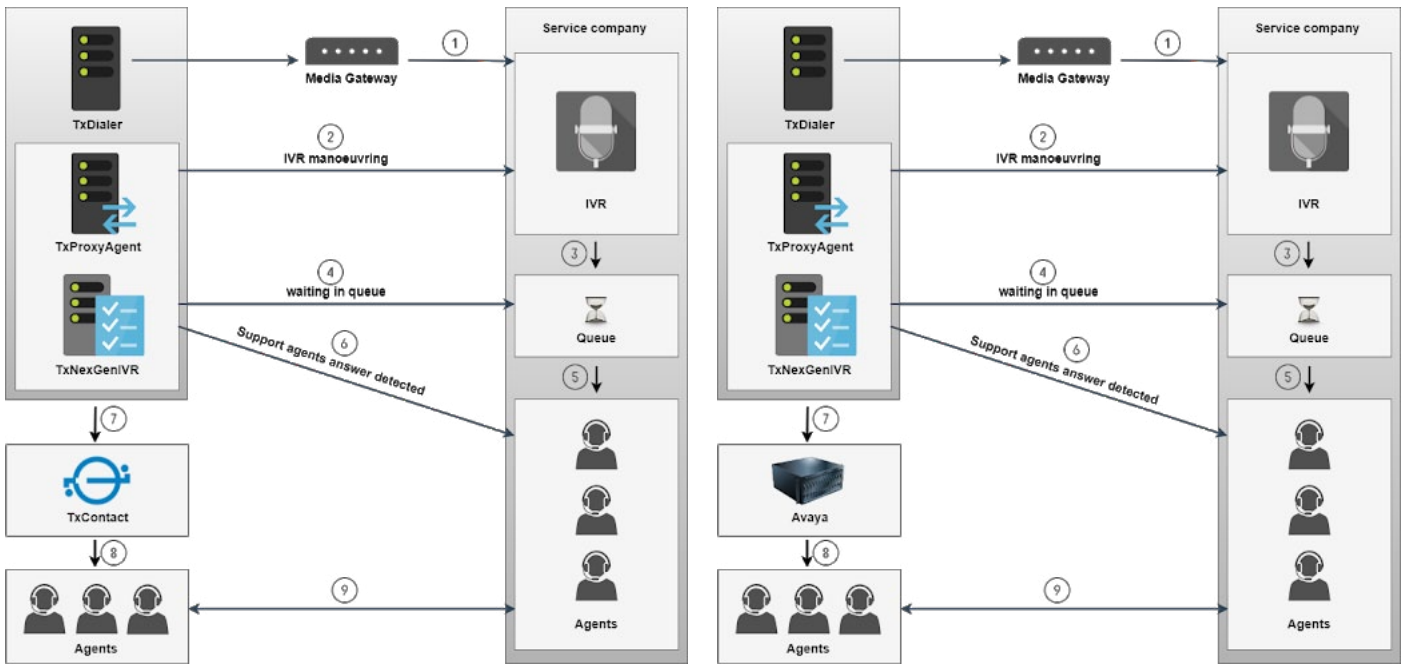 Service company
1
Media Gateway
TxDialer
2
IVR manoeuvring
IVR
TxProxyAgent
3
4
waiting in queue
Queue
6
Support agents answer detected
TxNexGenIVR
5
7
TxContact
8
9
Agents
Agents
Service company
1
Media Gateway
TxDialer
2
IVR manoeuvring
IVR
TxProxyAgent
3
4
waiting in queue
Queue
6
Support agents answer detected
TxNexGenIVR
5
7
Avaya
8
9
Agents
Agents